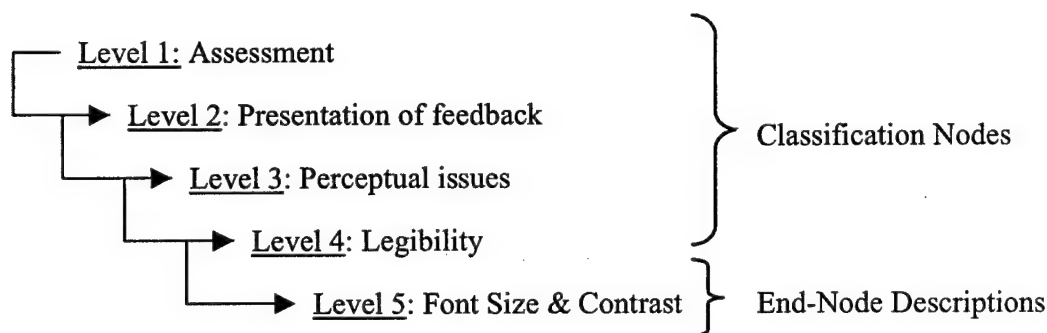 Level 1: Assessment
Level 2: Presentation of feedback
Classification Nodes
Level 3: Perceptual issues
Level 4: Legibility
Level 5: Font Size & Contrast
End-Node Descriptions